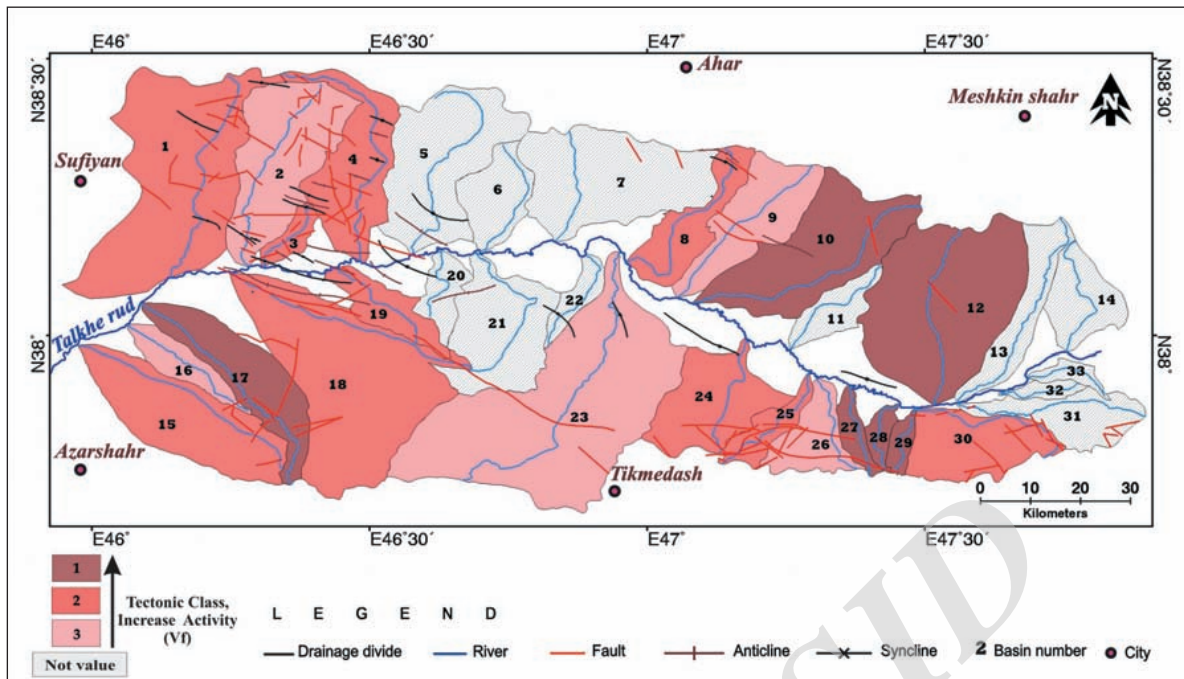 E46° E46°30' E47° E47°30'
N38°30' N38°30'
Ahar
Meshkin shahr
N
Sufiyan
1 2 3 4 5 6 7 8 9 10 11 12 13 14
Talkhe rud
N38° N38°
15 16 17 18 19 20 21 22 23 24 25 26 27 28 29 30 31 32 33
Azarshahr
Tikmedash
0 10 20 30
Kilometers
E46° E46°30' E47° E47°30'
1
2
3
Not value
Tectonic Class,
Increase Activity
(Vf)
L E G E N D
Drainage divide River Fault Anticline Syncline 2 Basin number City
SID